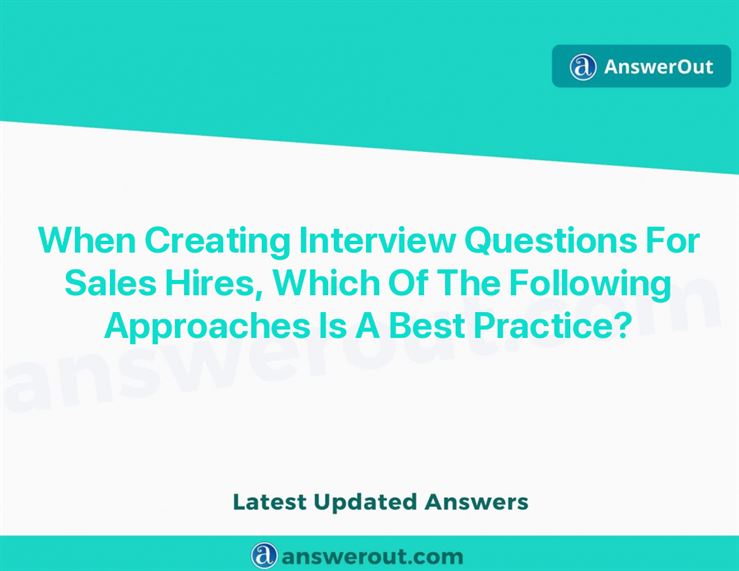 AnswerOut
When Creating Interview Questions For
Sales Hires, Which Of The Following
Approaches Is A Best Practice?
answerout.com
Latest Updated Answers
answerout.com